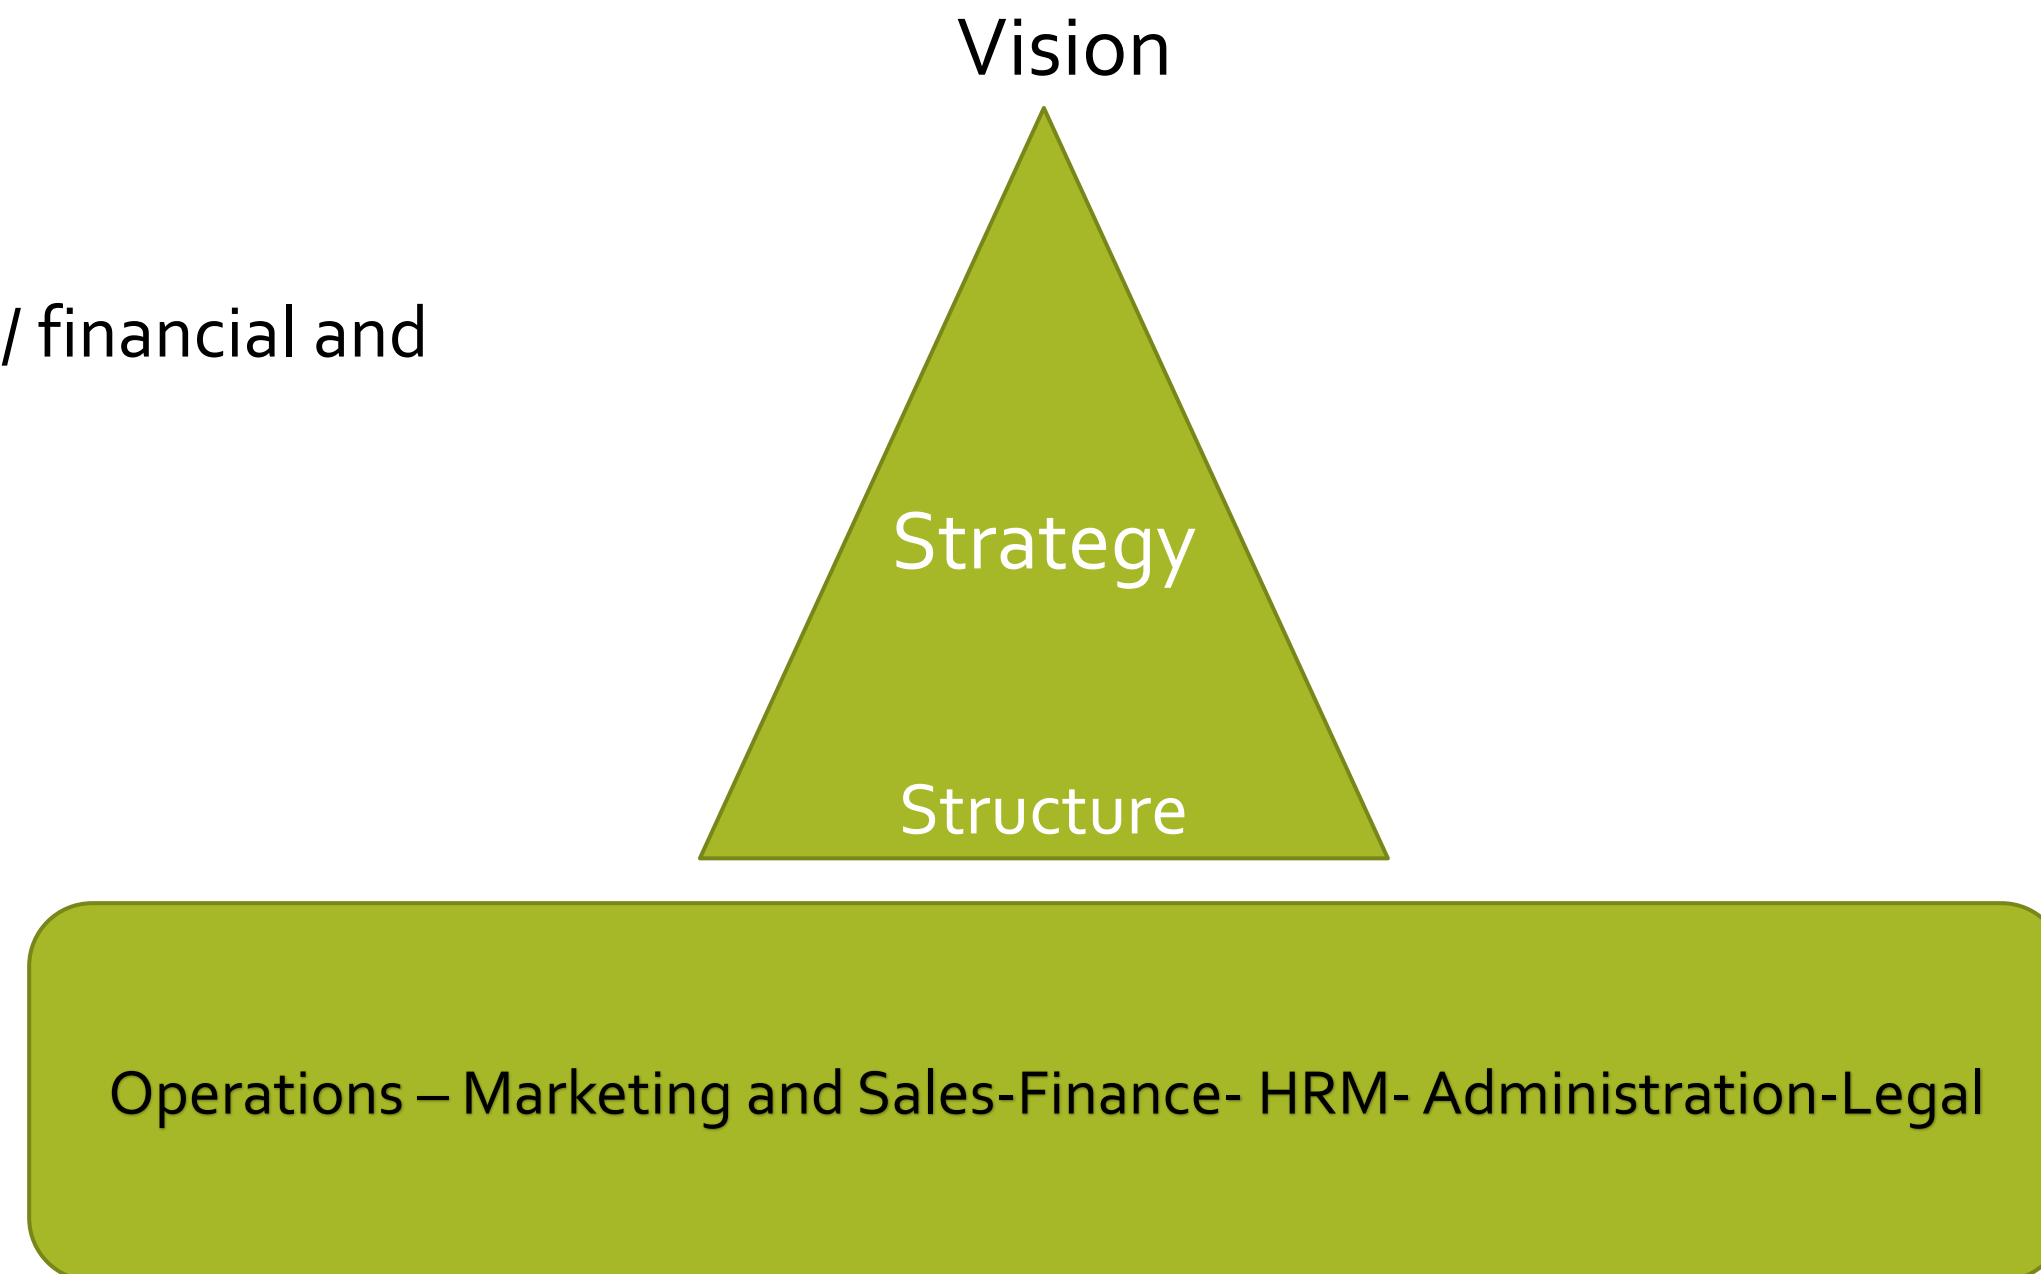 Vision
/ financial and
Strategy
Structure
Operations – Marketing and Sales-Finance- HRM- Administration-Legal